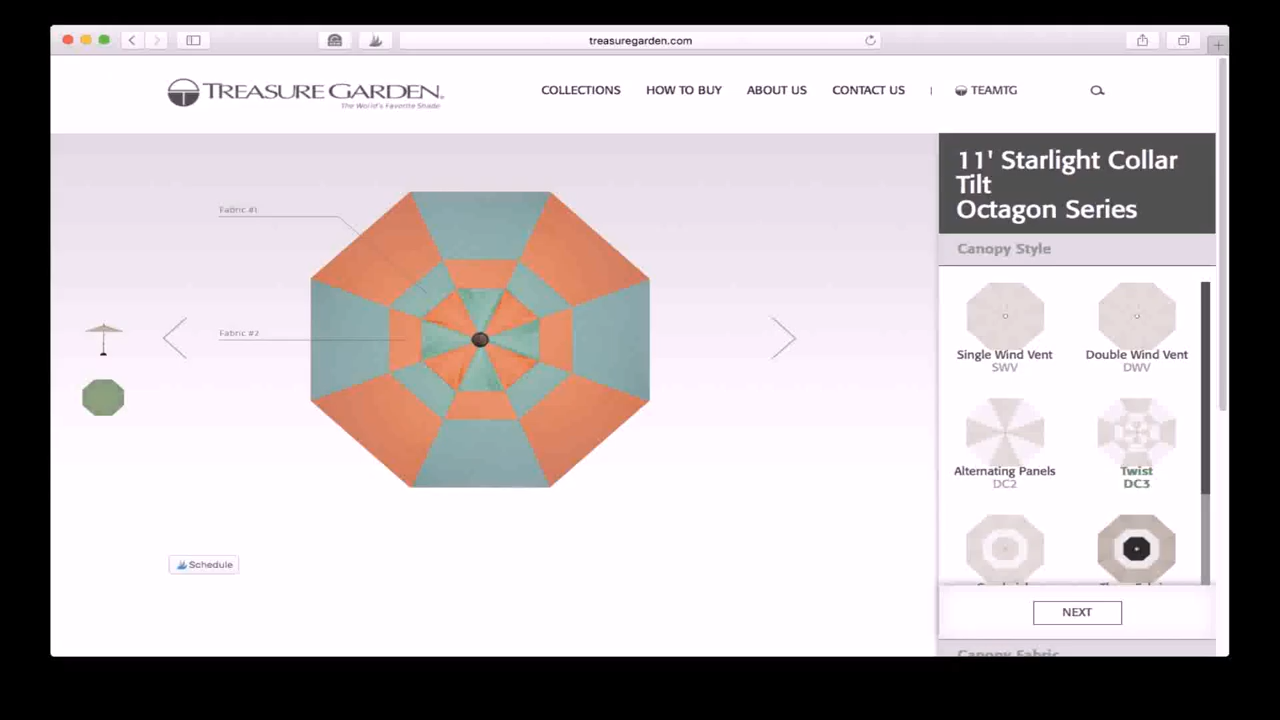 treasuregarden.com
TREASURE GARDEN®
The World's Favorite Shade
COLLECTIONS HOW TO BUY ABOUT US CONTACT US | TEAMTG
11' Starlight Collar
Tilt
Octagon Series
Canopy Style
Fabric #1
Fabric #2
Single Wind Vent
SWV
Double Wind Vent
DWV
Alternating Panels
DC2
Twist
DC3
Schedule
NEXT
Canopy Fabric